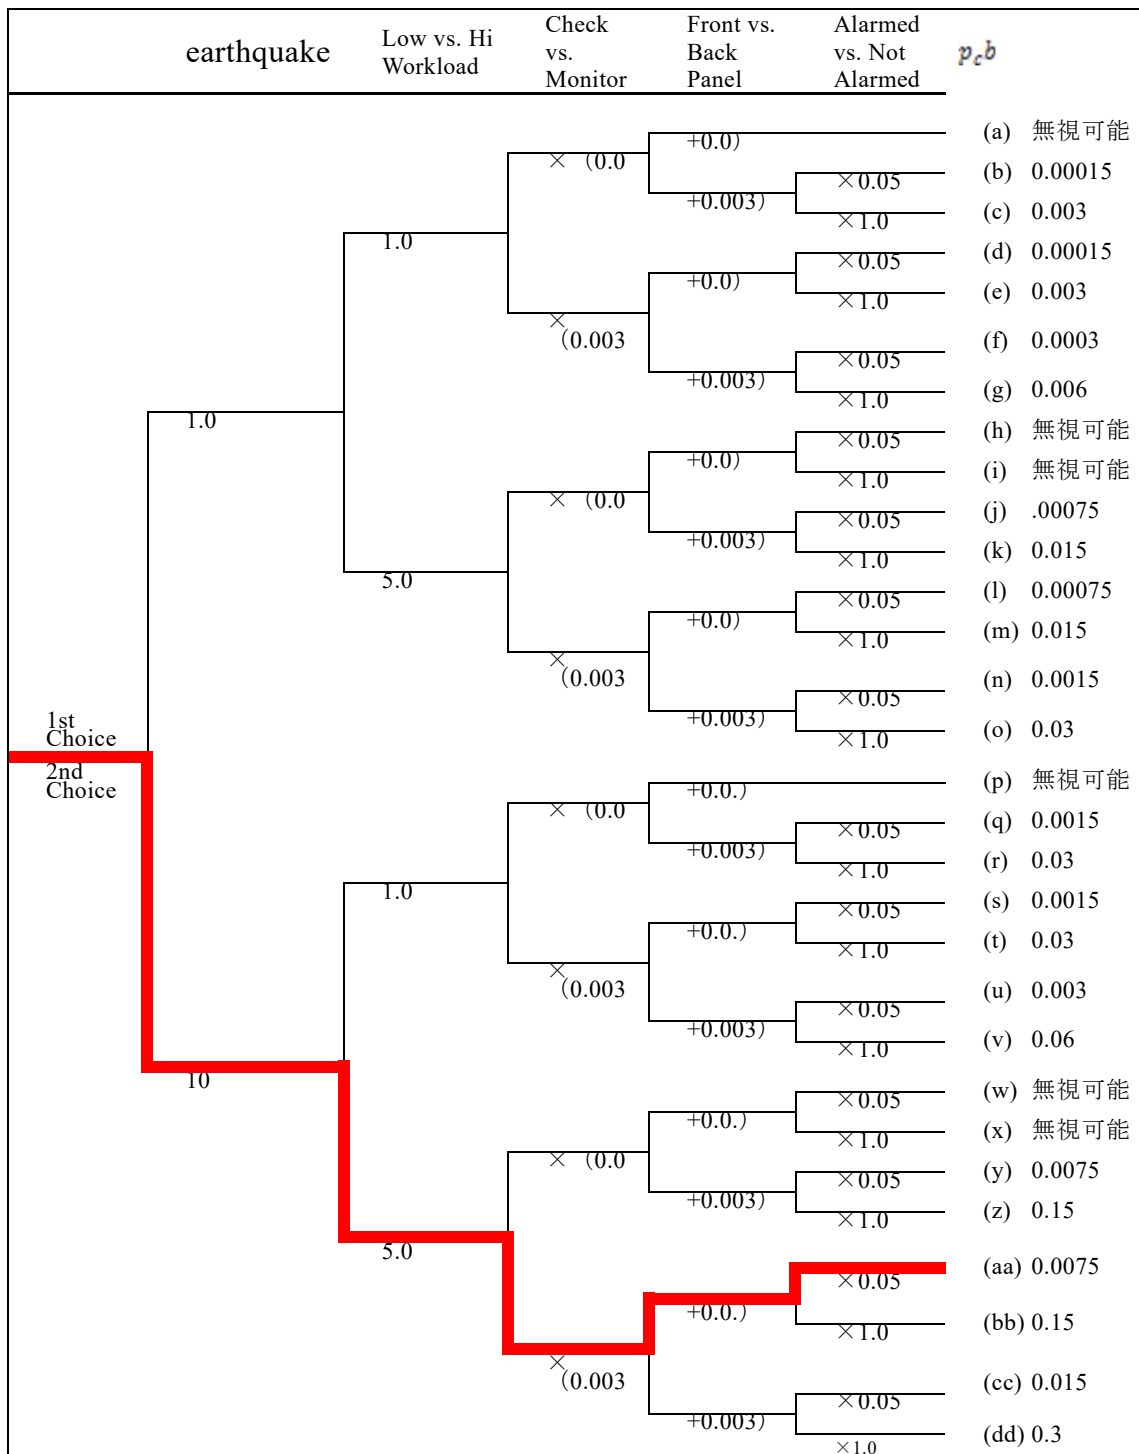 earthquake
Low vs. Hi
Workload
Check
vs.
Monitor
Front vs.
Back
Panel
Alarmed
vs. Not
Alarmed
p_c b
+0.0)
(a) 無視可能
× (0.0
×0.05
(b) 0.00015
+0.003)
×1.0
(c) 0.003
1.0
×0.05
(d) 0.00015
+0.0)
×1.0
(e) 0.003
×
(0.003
×0.05
(f) 0.0003
+0.003)
×1.0
(g) 0.006
1.0
×0.05
(h) 無視可能
+0.0)
×1.0
(i) 無視可能
× (0.0
×0.05
(j) .00075
+0.003)
×1.0
(k) 0.015
5.0
×0.05
(l) 0.00075
+0.0)
×1.0
(m) 0.015
×
(0.003
×0.05
(n) 0.0015
+0.003)
×1.0
(o) 0.03
1st
Choice
2nd
Choice
+0.0.)
(p) 無視可能
× (0.0
×0.05
(q) 0.0015
+0.003)
×1.0
(r) 0.03
1.0
×0.05
(s) 0.0015
+0.0.)
×1.0
(t) 0.03
×
(0.003
×0.05
(u) 0.003
+0.003)
×1.0
(v) 0.06
10
×0.05
(w) 無視可能
+0.0.)
×1.0
(x) 無視可能
× (0.0
×0.05
(y) 0.0075
+0.003)
×1.0
(z) 0.15
5.0
×0.05
(aa) 0.0075
+0.0.)
×1.0
(bb) 0.15
×
(0.003
×0.05
(cc) 0.015
+0.003)
×1.0
(dd) 0.3